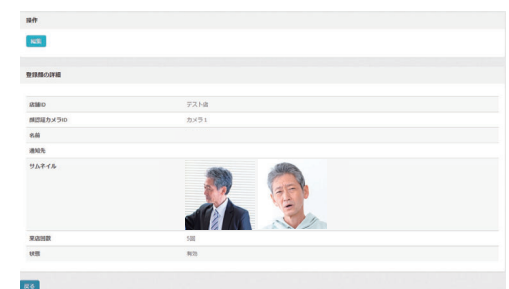 操作
編集
登録顔の詳細
店舗ID テスト店
顔認証カメラID カメラ1
名前
通知先
サムネイル
来店回数 5回
状態 有効
戻る